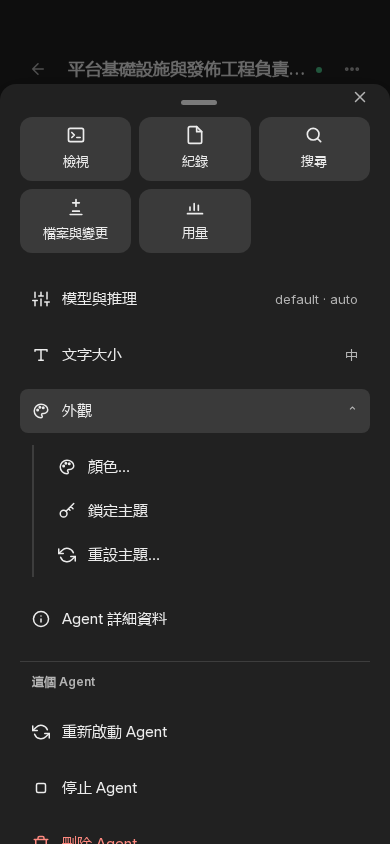 平台基礎設施與發佈工程負責…
檢視
紀錄
搜尋
檔案與變更
用量
模型與推理
default · auto
文字大小
中
外觀
顏色…
鎖定主題
重設主題…
Agent 詳細資料
這個 Agent
重新啟動 Agent
停止 Agent
刪除 Agent